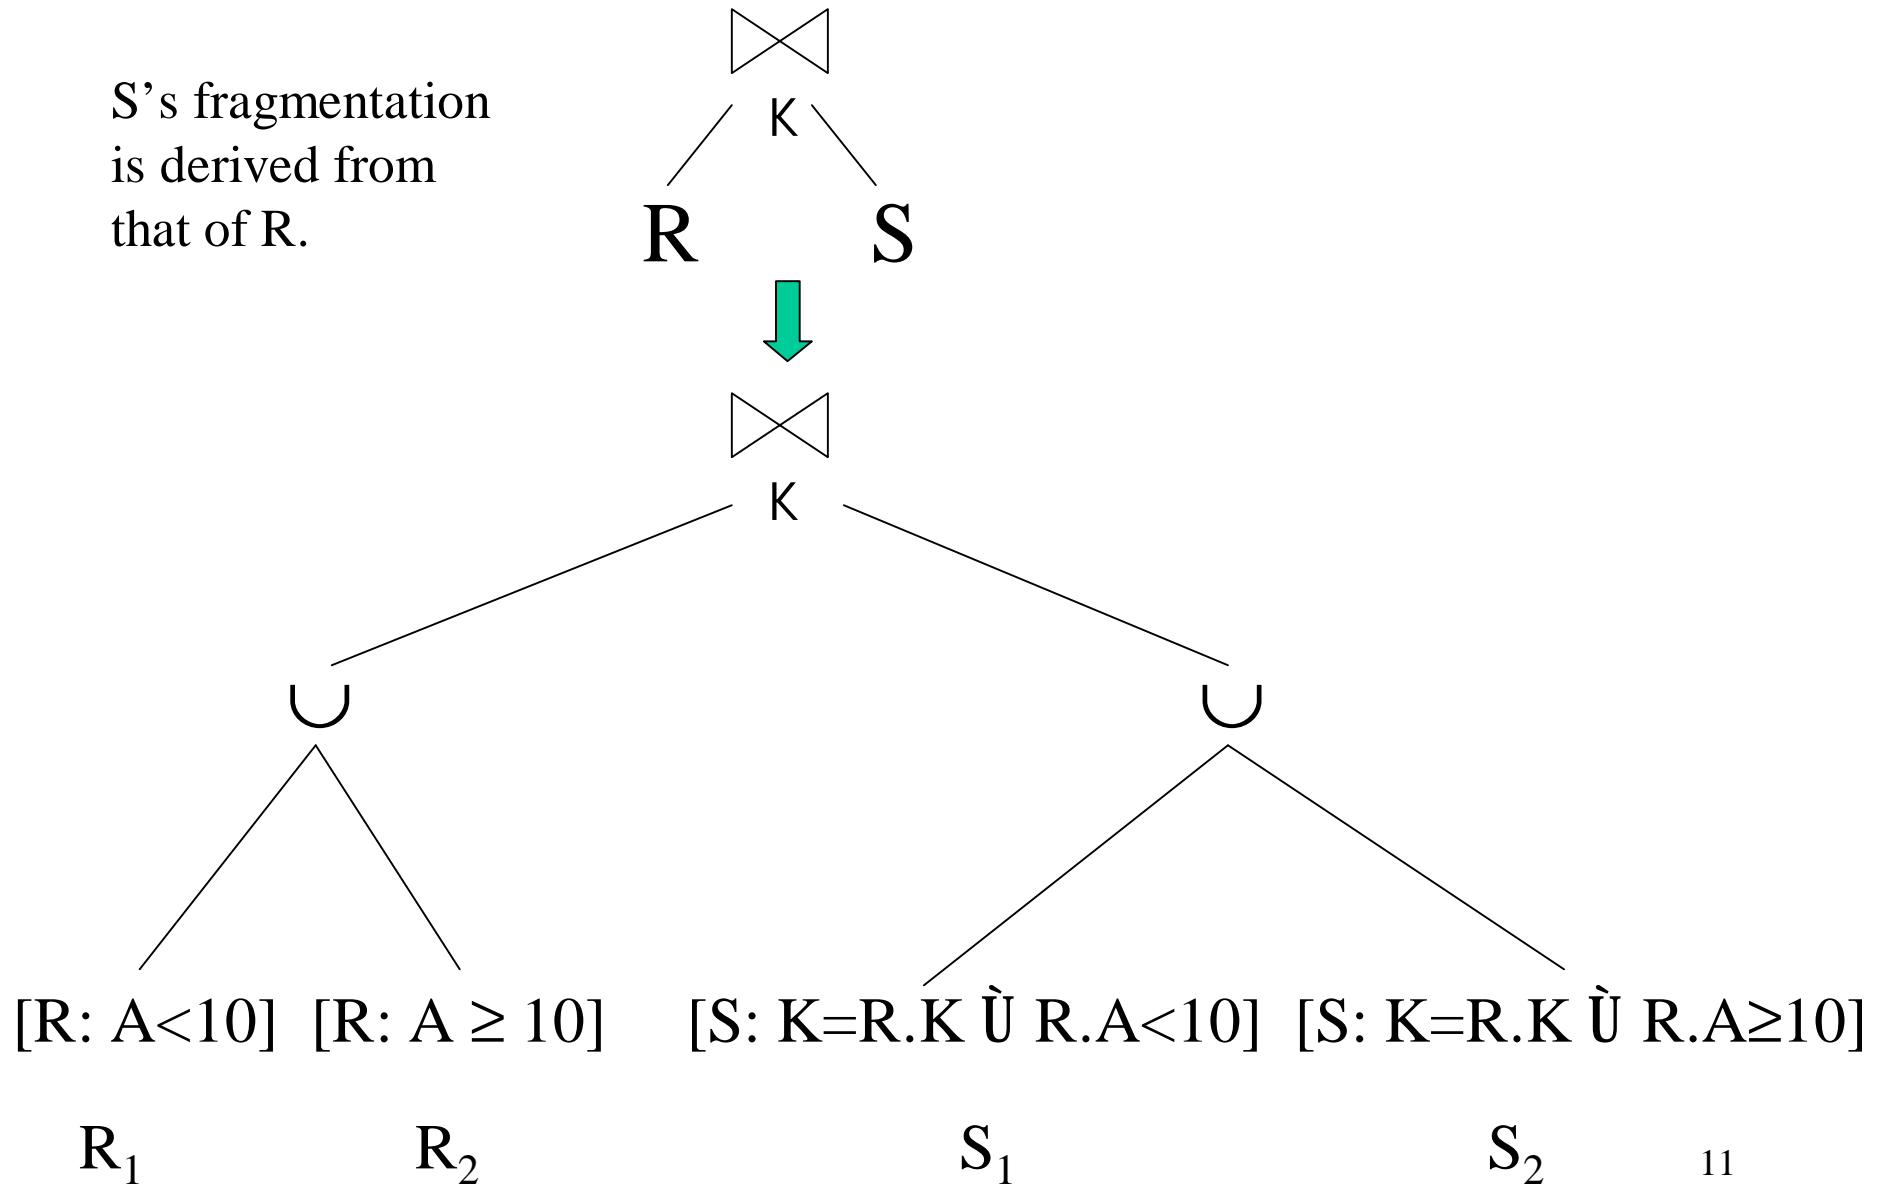 ⋈
S’s fragmentation
is derived from
that of R.
K
R S
⋈
K
∪ ∪
[R: A<10] [R: A ≥ 10] [S: K=R.K Ù R.A<10] [S: K=R.K Ù R.A≥10]
R₁ R₂ S₁ S₂ 11